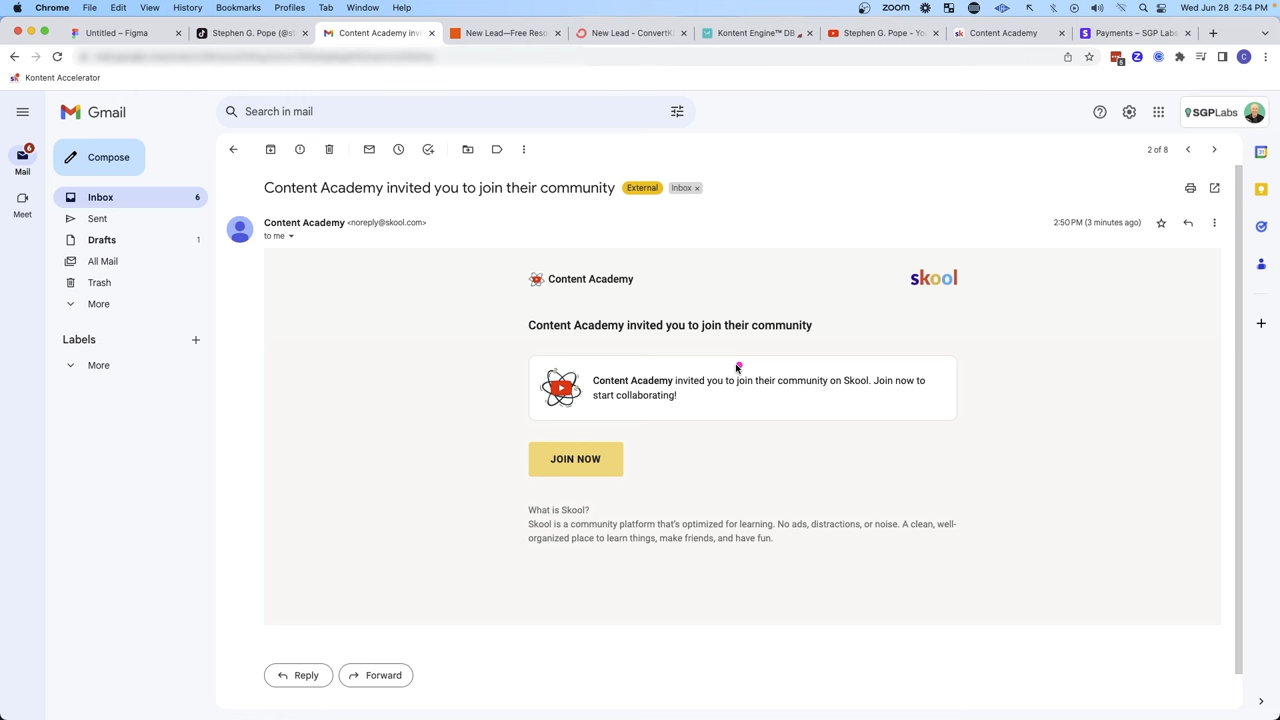 Chrome File Edit View History Bookmarks Profiles Tab Window Help zoom Wed Jun 28 2:54 PM
Untitled – Figma Stephen G. Pope (@st Content Academy inv New Lead—Free Reso New Lead - ConvertK Kontent Engine™ DB Stephen G. Pope - Yo Content Academy Payments – SGP Labs
Kontent Accelerator
Gmail Search in mail SGPLabs
Compose 2 of 8
6
Mail
Inbox 6
Content Academy invited you to join their community External Inbox x
Meet
Sent
Content Academy <noreply@skool.com> 2:50 PM (3 minutes ago)
to me
Drafts 1
All Mail
Trash
More
Labels
More
Content Academy skool
Content Academy invited you to join their community
Content Academy invited you to join their community on Skool. Join now to
start collaborating!
JOIN NOW
What is Skool?
Skool is a community platform that's optimized for learning. No ads, distractions, or noise. A clean, well-
organized place to learn things, make friends, and have fun.
Reply Forward